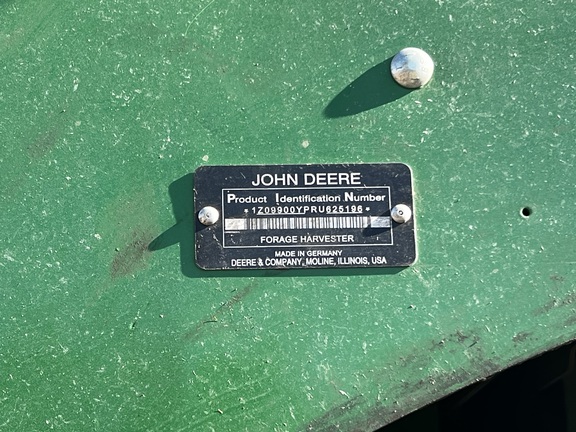 JOHN DEERE
Product Identification Number
*1Z09900YPRU625196*
FORAGE HARVESTER
MADE IN GERMANY
DEERE & COMPANY, MOLINE, ILLINOIS, USA